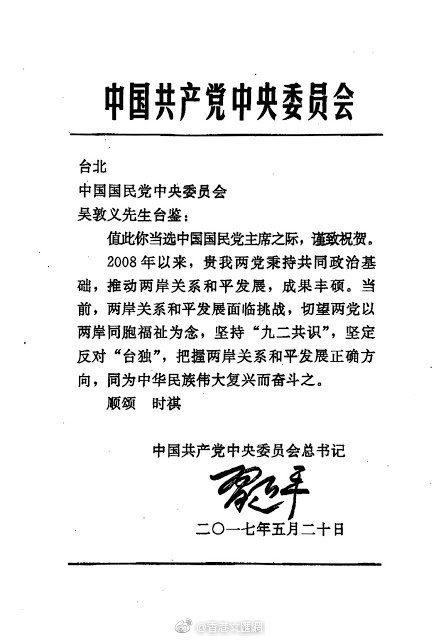 中国共产党中央委员会
台北
中国国民党中央委员会
吴敦义先生台鉴：
值此你当选中国国民党主席之际，谨致祝贺。
2008年以来，贵我两党秉持共同政治基
础，推动两岸关系和平发展，成果丰硕。当
前，两岸关系和平发展面临挑战，切望两党以
两岸同胞福祉为念，坚持“九二共识”，坚定
反对“台独”，把握两岸关系和平发展正确方
向，同为中华民族伟大复兴而奋斗之。
顺颂 时祺
中国共产党中央委员会总书记
习近平
二〇一七年五月二十日
@香港文匯網